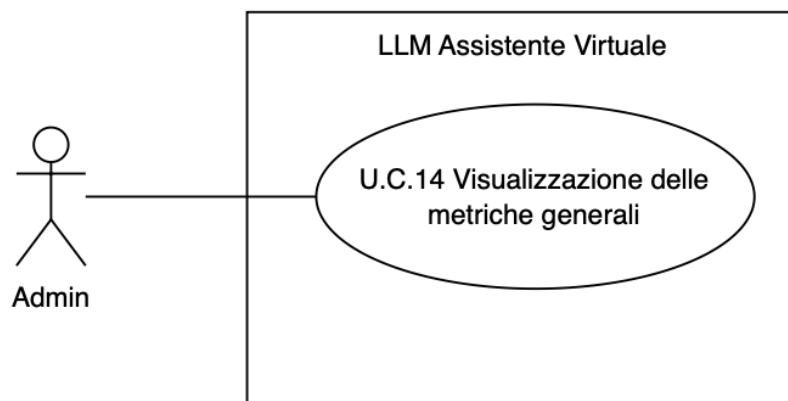 LLM Assistente Virtuale
U.C.14 Visualizzazione delle
metriche generali
Admin